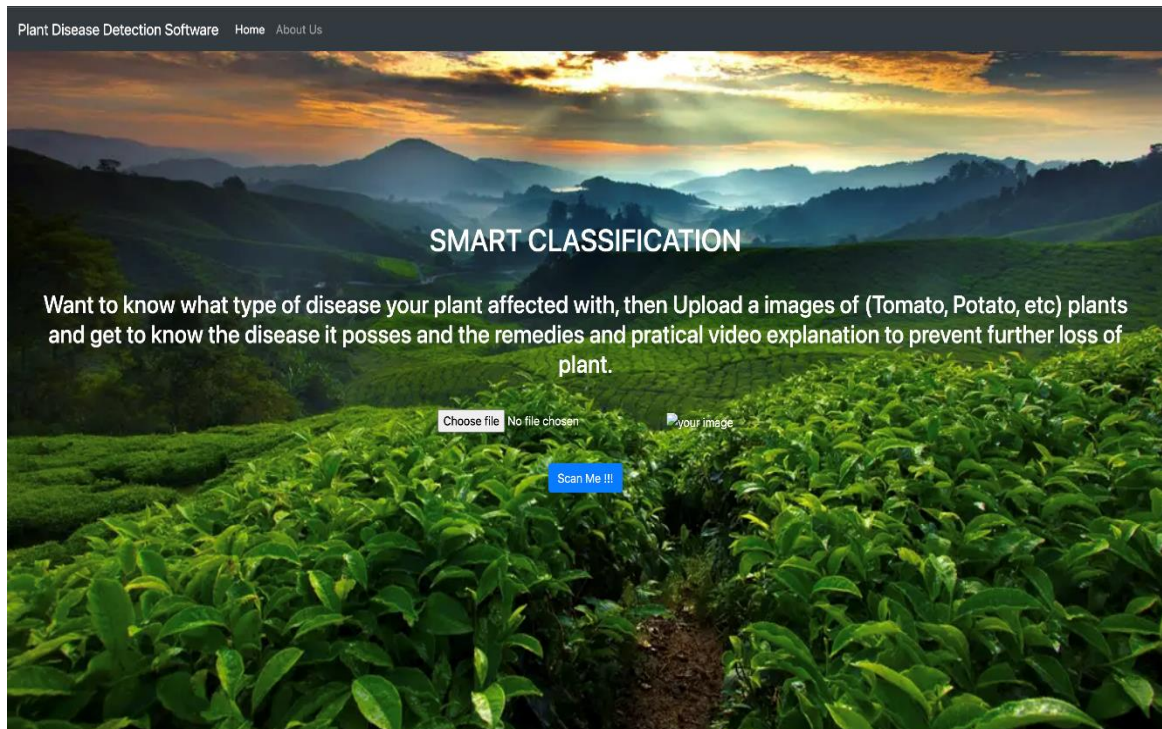 Plant Disease Detection Software Home About Us
SMART CLASSIFICATION
Want to know what type of disease your plant affected with, then Upload a images of (Tomato, Potato, etc) plants
and get to know the disease it posses and the remedies and pratical video explanation to prevent further loss of
plant.
Choose file No file chosen your image
Scan Me !!!